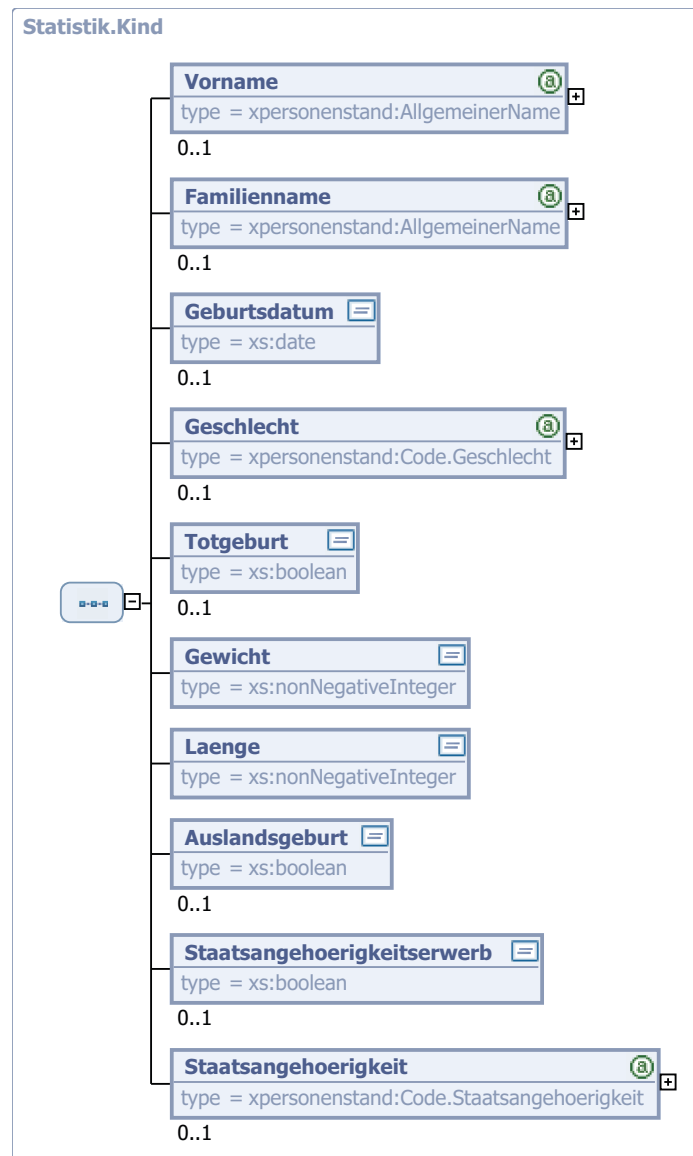 Statistik.Kind
Vorname
type = xpersonenstand:AllgemeinerName
0..1
Familienname
type = xpersonenstand:AllgemeinerName
0..1
Geburtsdatum
type = xs:date
0..1
Geschlecht
type = xpersonenstand:Code.Geschlecht
0..1
Totgeburt
type = xs:boolean
0..1
Gewicht
type = xs:nonNegativeInteger
Laenge
type = xs:nonNegativeInteger
Auslandsgeburt
type = xs:boolean
0..1
Staatsangehoerigkeitserwerb
type = xs:boolean
0..1
Staatsangehoerigkeit
type = xpersonenstand:Code.Staatsangehoerigkeit
0..1